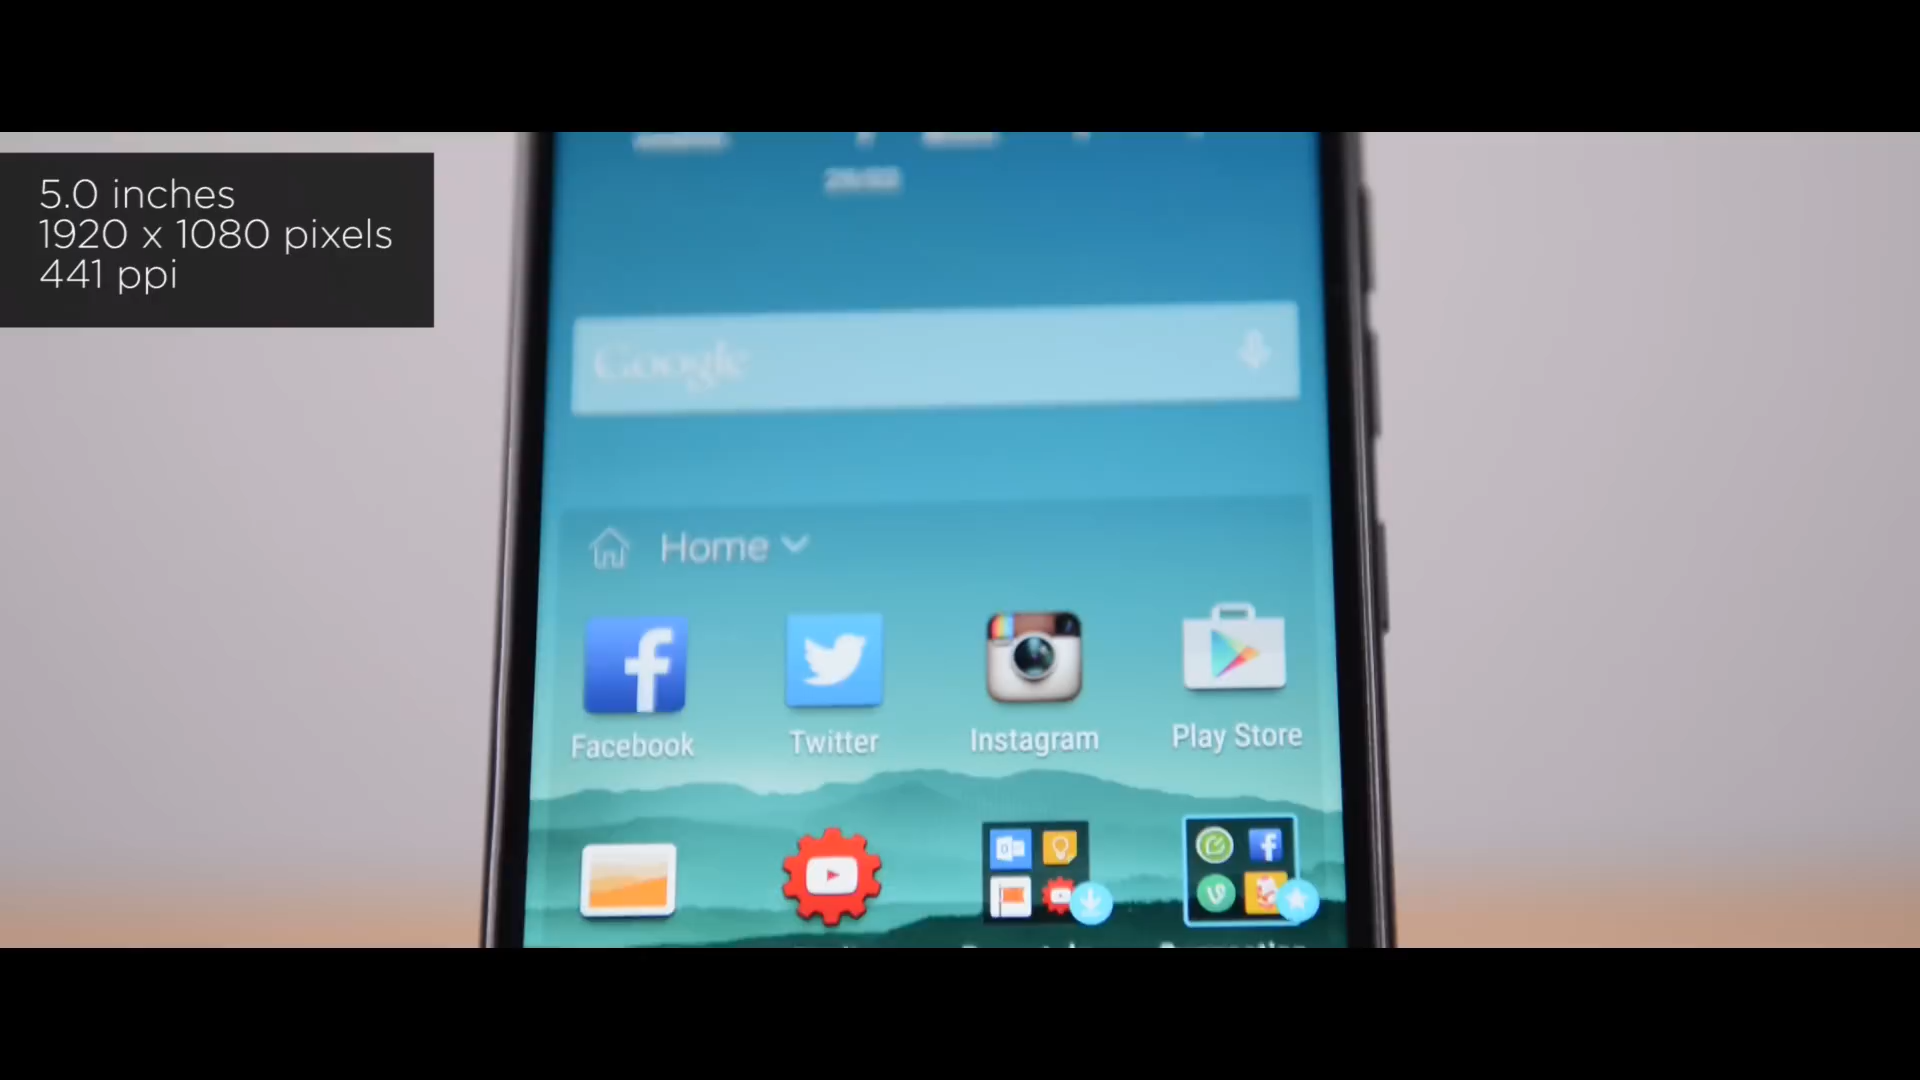 5.0 inches
1920 x 1080 pixels
441 ppi
Google
Home
Facebook
Twitter
Instagram
Play Store